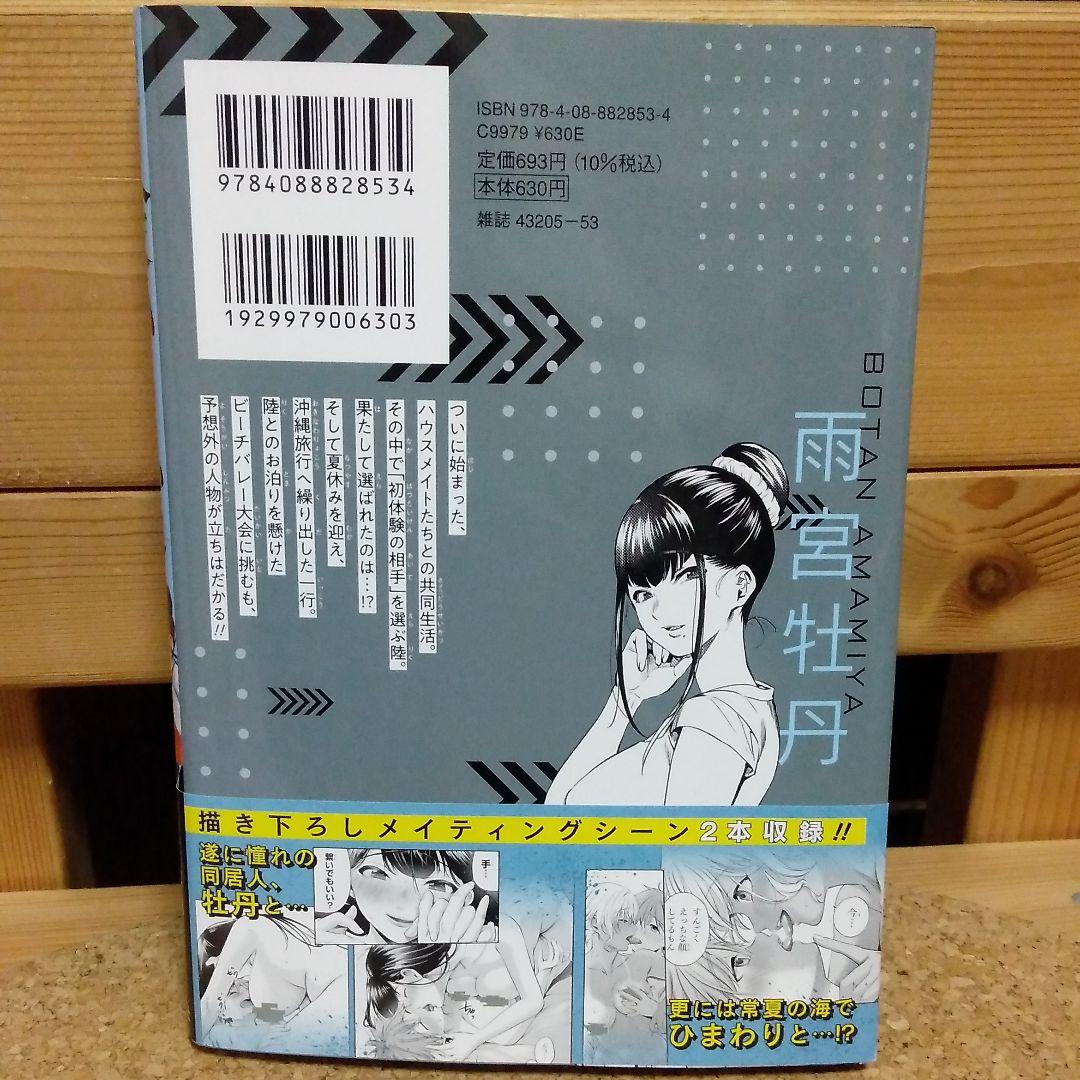 ISBN 978-4-08-882853-4
C9979 ¥630E
定価693円(10%税込)
本体630円
雑誌 43205-53
9784088828534
1929979006303
BOTAN AMAMIYA
雨宮牡丹
ついに始まった、
ハウスメイトたちとの共同生活。
その中で「初体験の相手」を選ぶ陸。
果たして選ばれたのは…!?
そして夏休みを迎え、
沖縄旅行へ繰り出した一行。
陸とのお泊りを懸けた
ビーチバレー大会に挑むも、
予想外の人物が立ちはだかる!!
描き下ろしメイティングシーン2本収録!!
遂に憧れの
同居人、
牡丹と…
手…
繋いでもいい?
今…
すんごく
えっちな顔
してるもん
更には常夏の海で
ひまわりと…!?